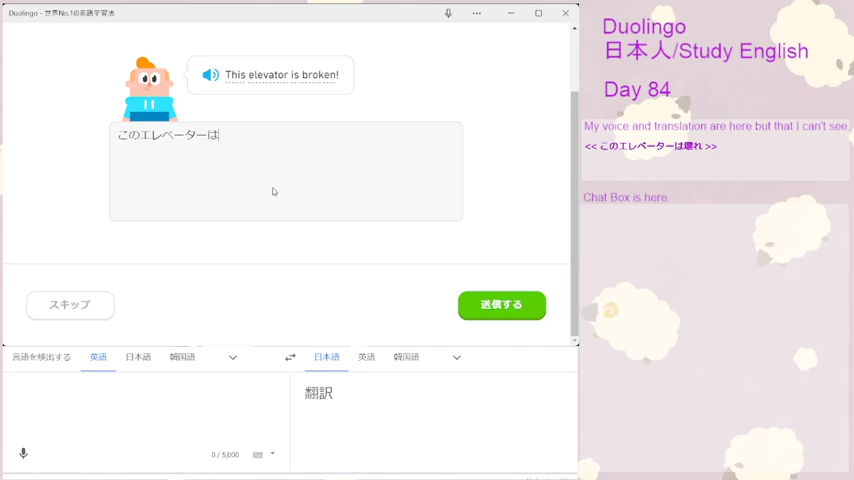 Duolingo - 世界No.1の英語学習法
This elevator is broken!
このエレベーターは
スキップ
送信する
言語を検出する 英語 日本語 韓国語
日本語 英語 韓国語
翻訳
0 / 5,000
Duolingo
日本人/Study English
Day 84
My voice and translation are here but that I can't see.
<< このエレベーターは壊れ >>
Chat Box is here.